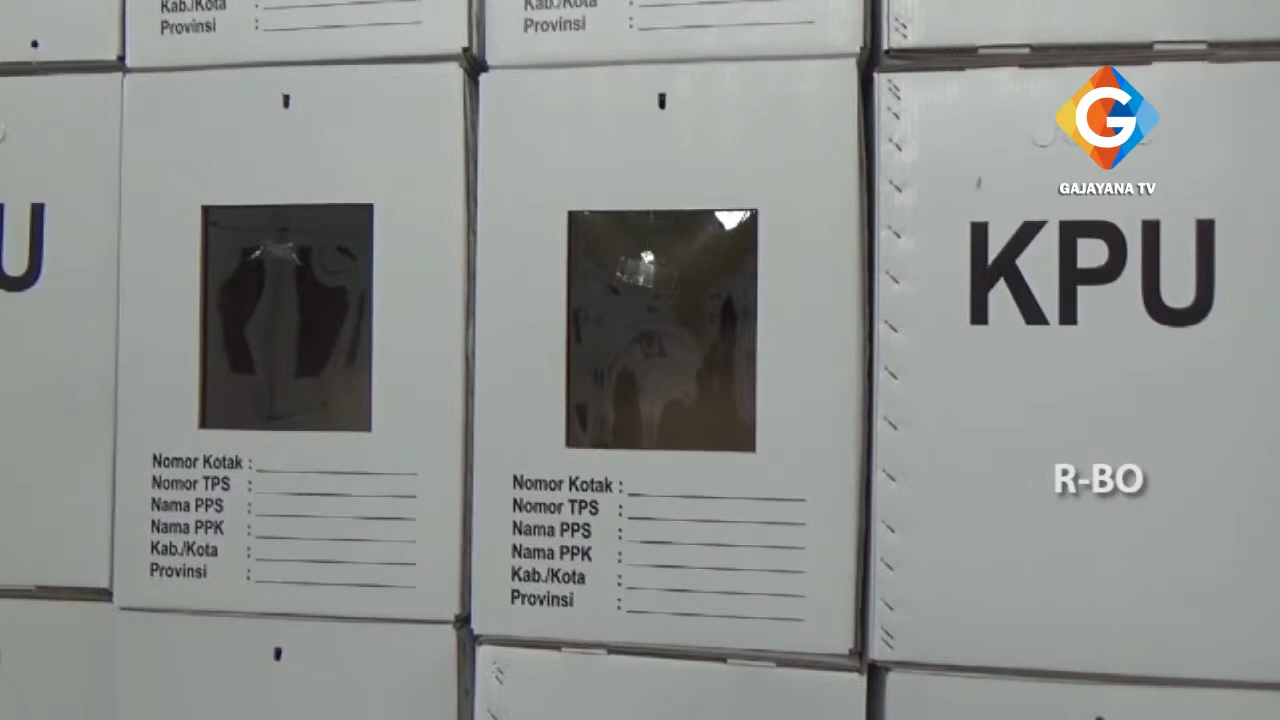 Kab./Kota :
Provinsi :
Kab./Kota :
Provinsi :
G
GAJAYANA TV
U
KPU
Nomor Kotak :
Nomor TPS :
Nama PPS :
Nama PPK :
Kab./Kota :
Provinsi :
Nomor Kotak :
Nomor TPS :
Nama PPS :
Nama PPK :
Kab./Kota :
Provinsi :
R-BO